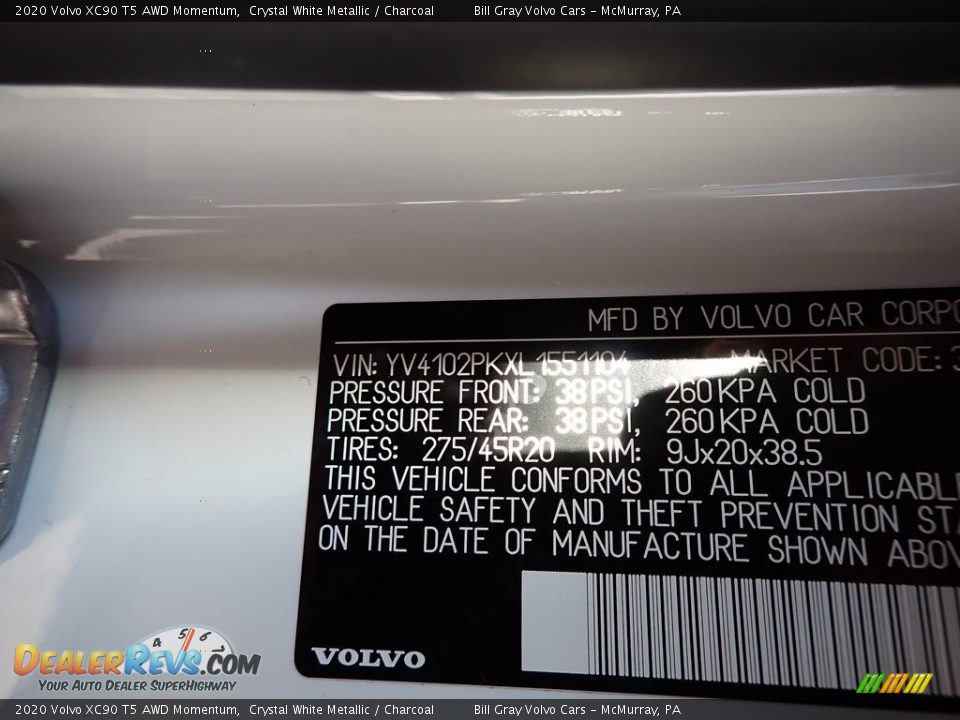 2020 Volvo XC90 T5 AWD Momentum,  Crystal White Metallic / Charcoal   Bill Gray Volvo Cars - McMurray, PA
MFD BY VOLVO CAR CORPO
VIN: YV4102PKXL1551104   MARKET CODE: 3
PRESSURE FRONT: 38 PSI, 260 KPA COLD
PRESSURE REAR: 38 PSI, 260 KPA COLD
TIRES: 275/45R20 RIM: 9Jx20x38.5
THIS VEHICLE CONFORMS TO ALL APPLICABL
VEHICLE SAFETY AND THEFT PREVENTION STA
ON THE DATE OF MANUFACTURE SHOWN ABOV
VOLVO
4 5 6
DEALERREVS.COM
YOUR AUTO DEALER SUPERHIGHWAY
2020 Volvo XC90 T5 AWD Momentum,  Crystal White Metallic / Charcoal   Bill Gray Volvo Cars - McMurray, PA